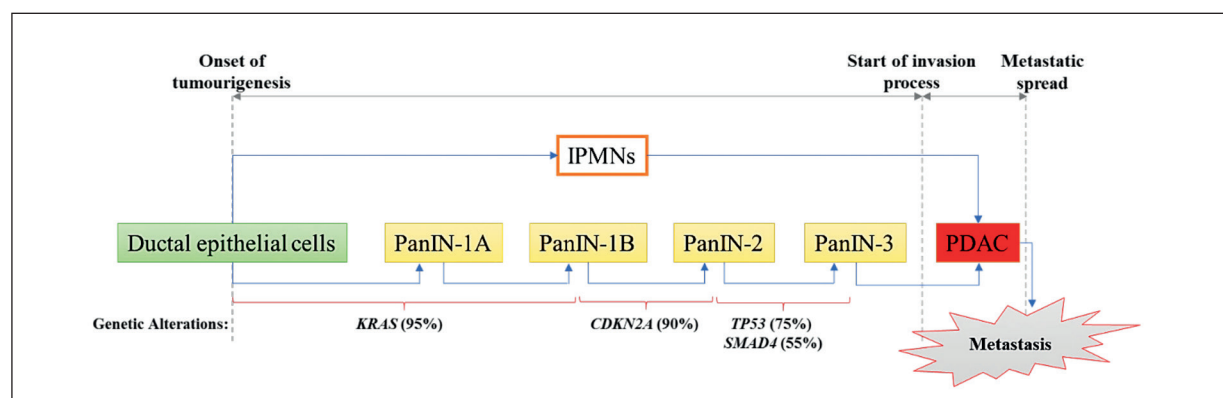 Onset of
tumourigenesis
Start of invasion
process
Metastatic
spread
IPMNs
Ductal epithelial cells
PanIN-1A
PanIN-1B
PanIN-2
PanIN-3
PDAC
Genetic Alterations:
KRAS (95%)
CDKN2A (90%)
TP53 (75%)
SMAD4 (55%)
Metastasis